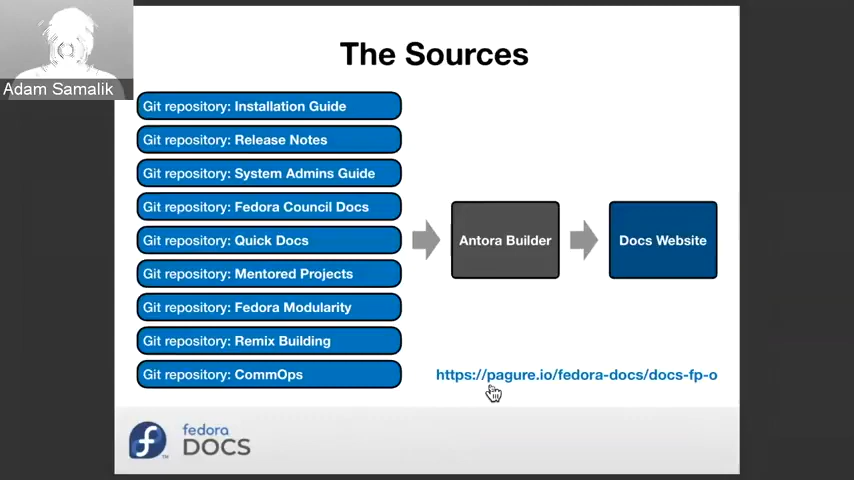 The Sources
Adam Samalik
Git repository: Installation Guide
Git repository: Release Notes
Git repository: System Admins Guide
Git repository: Fedora Council Docs
Git repository: Quick Docs
Git repository: Mentored Projects
Git repository: Fedora Modularity
Git repository: Remix Building
Git repository: CommOps
Antora Builder
Docs Website
https://pagure.io/fedora-docs/docs-fp-o
fedora
DOCS
TM